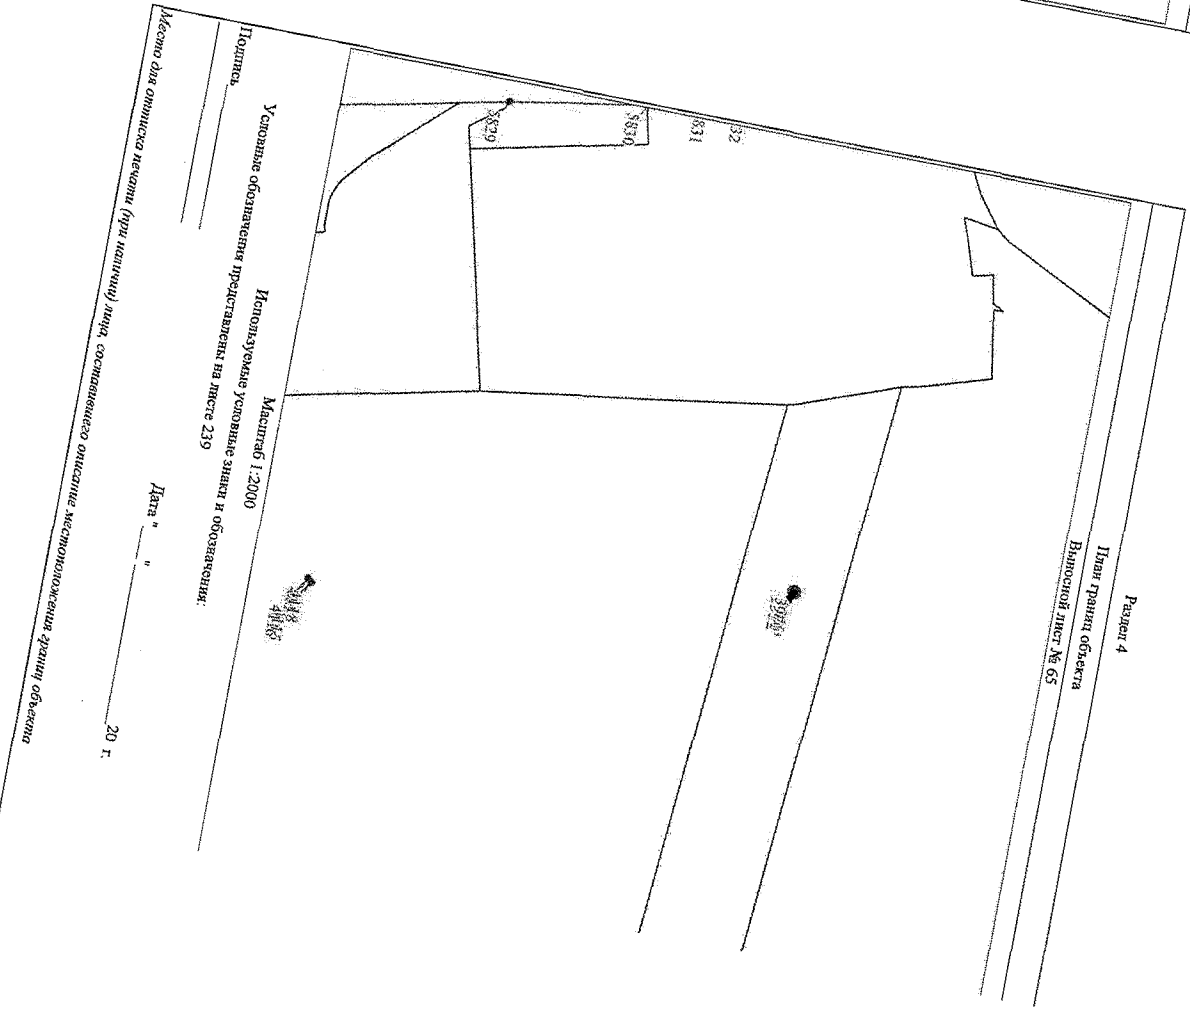 Раздел 4
План границ объекта
Выносной лист № 65
32
831
5830
5829
Масштаб 1:2000
Используемые условные знаки и обозначения:
Условные обозначения представлены на листе 239
Подпись
Дата " "
20 г.
Место для оттиска печати (при наличии) лица, составившего описание местоположения границ объекта